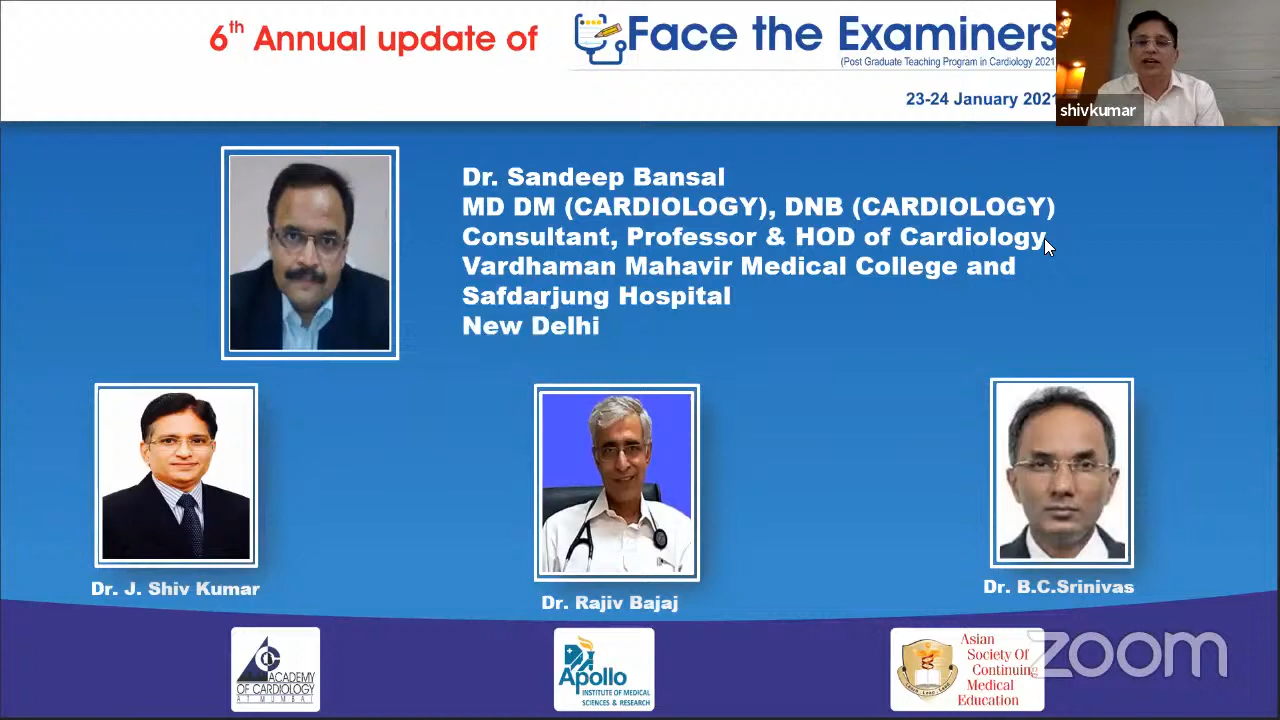 6th Annual update of
Face the Examiners
(Post Graduate Teaching Program in Cardiology 2021
23-24 January 2021
shivkumar
Dr. Sandeep Bansal
MD DM (CARDIOLOGY), DNB (CARDIOLOGY)
Consultant, Professor & HOD of Cardiology
Vardhaman Mahavir Medical College and
Safdarjung Hospital
New Delhi
Dr. J. Shiv Kumar
Dr. Rajiv Bajaj
Dr. B.C.Srinivas
ACADEMY
OF CARDIOLOGY
AT MUMBAI
Apollo
INSTITUTE OF MEDICAL
SCIENCES & RESEARCH
Asian
Society Of
Continuing
Medical
Education
zoom